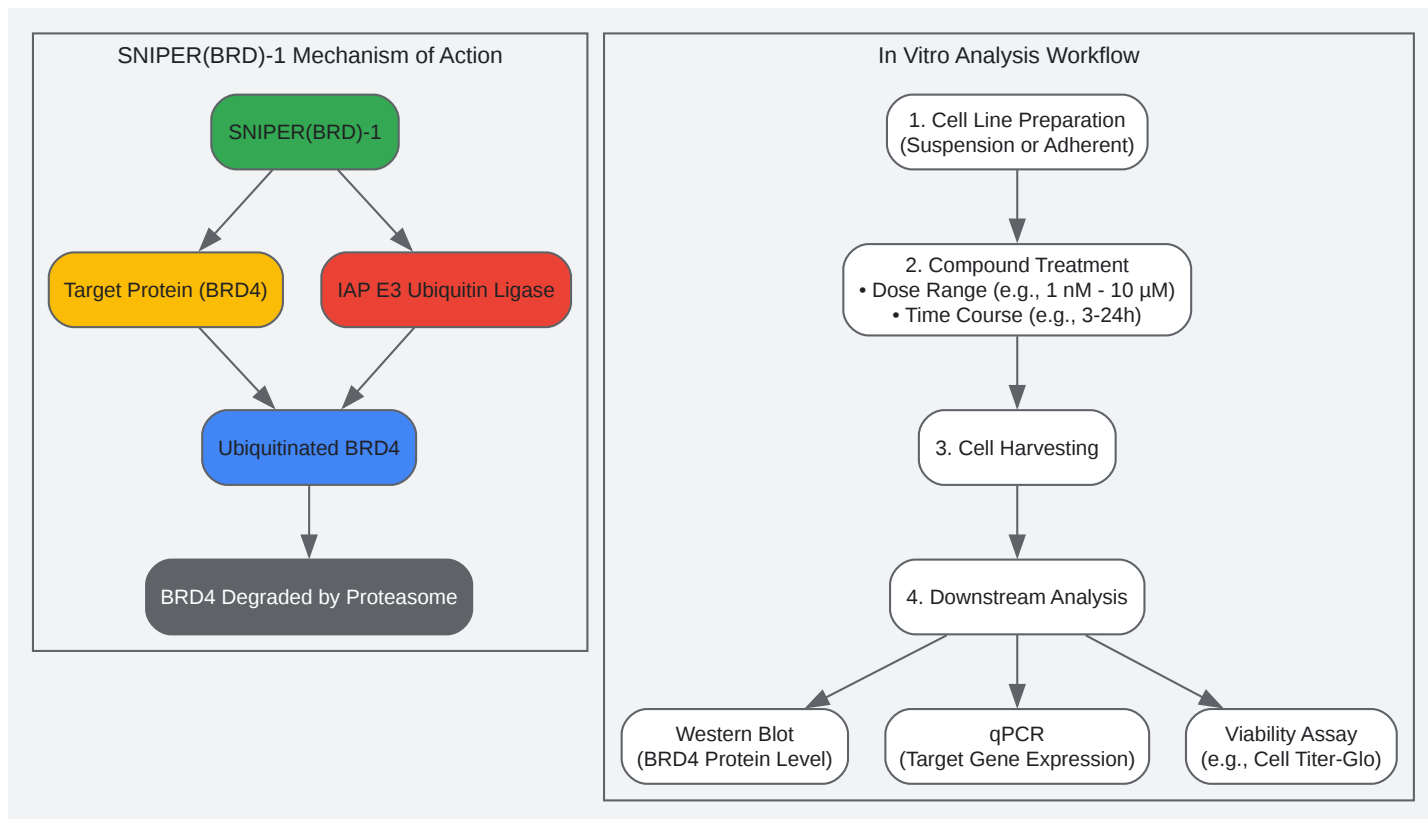 SNIPER(BRD)-1 Mechanism of Action
SNIPER(BRD)-1
Target Protein (BRD4)
IAP E3 Ubiquitin Ligase
Ubiquitinated BRD4
BRD4 Degraded by Proteasome
In Vitro Analysis Workflow
1. Cell Line Preparation
(Suspension or Adherent)
2. Compound Treatment
• Dose Range (e.g., 1 nM - 10 µM)
• Time Course (e.g., 3-24h)
3. Cell Harvesting
4. Downstream Analysis
Western Blot
(BRD4 Protein Level)
qPCR
(Target Gene Expression)
Viability Assay
(e.g., Cell Titer-Glo)